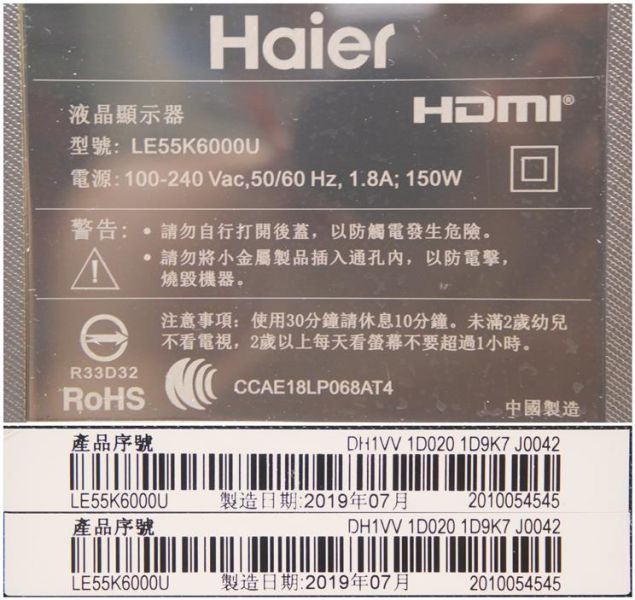 Haier
液晶顯示器
HDMI®
型號: LE55K6000U
電源: 100-240 Vac,50/60 Hz, 1.8A; 150W
警告: • 請勿自行打開後蓋，以防觸電發生危險。
• 請勿將小金屬製品插入通孔內，以防電擊，
燒毀機器。
注意事項: 使用30分鐘請休息10分鐘。未滿2歲幼兒
不看電視，2歲以上每天看螢幕不要超過1小時。
R33D32
RoHS
CCAE18LP068AT4
中國製造
產品序號 DH1VV 1D020 1D9K7 J0042
LE55K6000U 製造日期:2019年07月 2010054545
產品序號 DH1VV 1D020 1D9K7 J0042
LE55K6000U 製造日期:2019年07月 2010054545